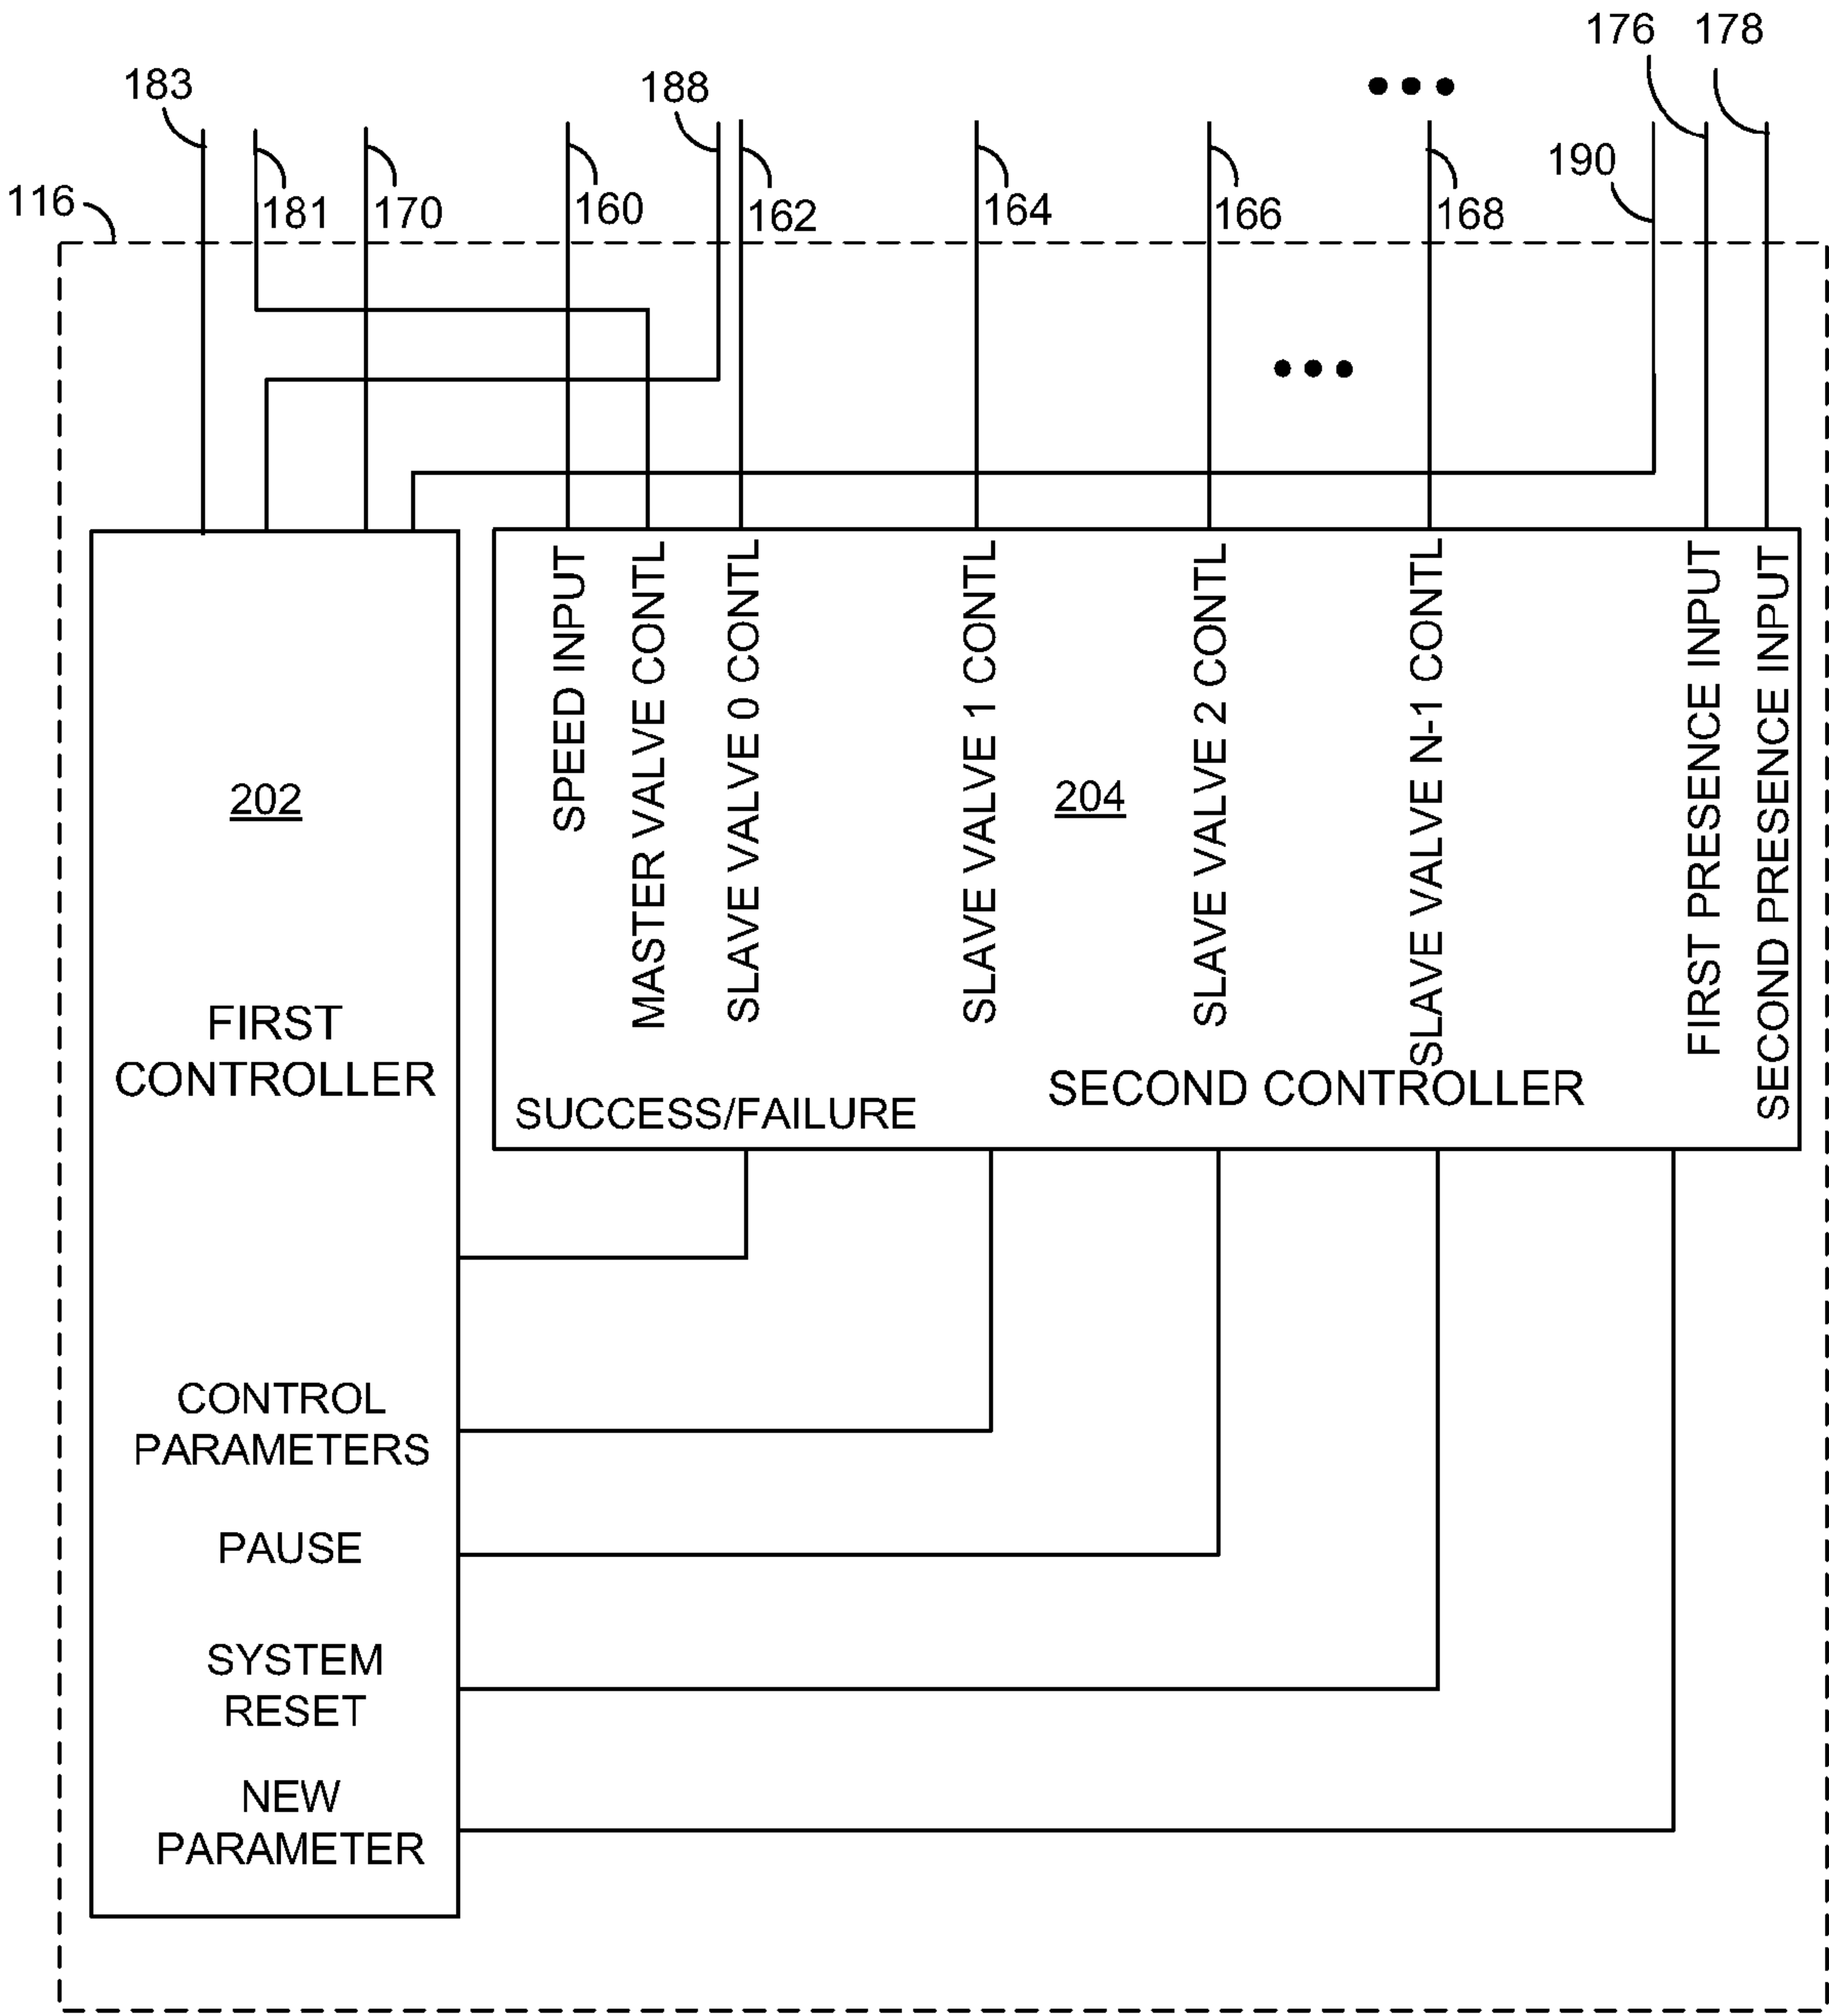 176 178
183
188
190
116
181
170
160
162
164
166
168
SPEED INPUT
MASTER VALVE CONTL
SLAVE VALVE 0 CONTL
SLAVE VALVE 1 CONTL
SLAVE VALVE 2 CONTL
SLAVE VALVE N-1 CONTL
FIRST PRESENCE INPUT
SECOND PRESENCE INPUT
202
204
FIRST
CONTROLLER
SECOND CONTROLLER
SUCCESS/FAILURE
CONTROL
PARAMETERS
PAUSE
SYSTEM
RESET
NEW
PARAMETER